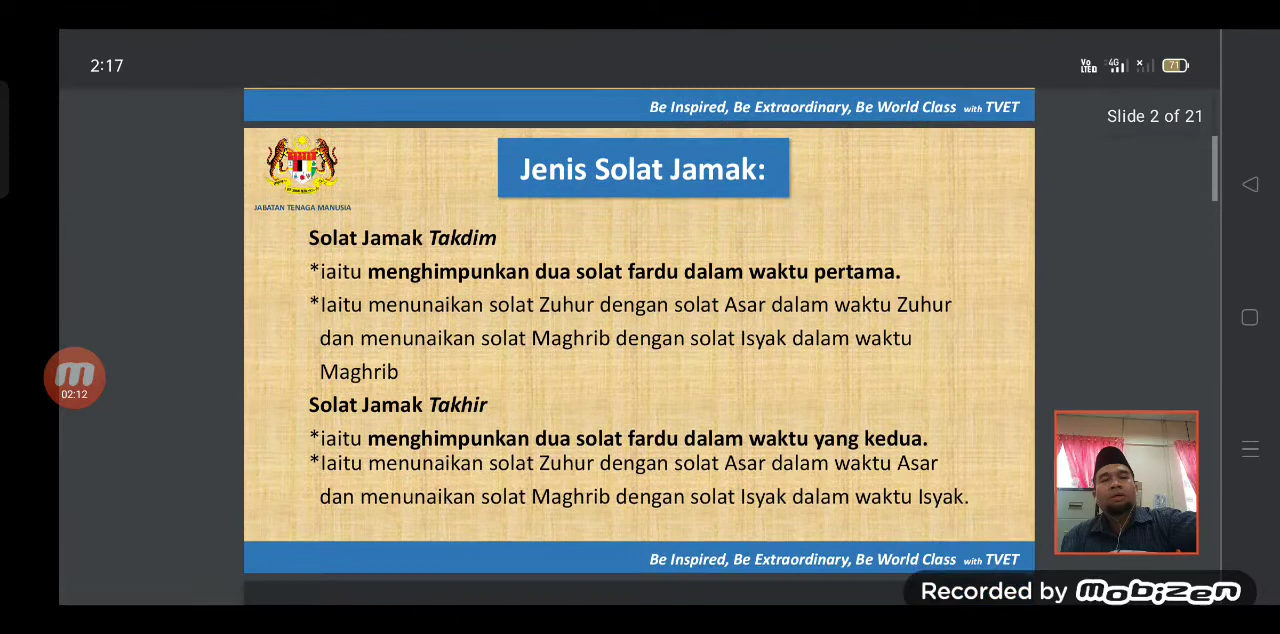 2:17
Vo
LTED
4G
71
Be Inspired, Be Extraordinary, Be World Class with TVET
Slide 2 of 21
Jenis Solat Jamak:
JABATAN TENAGA MANUSIA
Solat Jamak Takdim
*iaitu menghimpunkan dua solat fardu dalam waktu pertama.
*Iaitu menunaikan solat Zuhur dengan solat Asar dalam waktu Zuhur
dan menunaikan solat Maghrib dengan solat Isyak dalam waktu
Maghrib
02:12
Solat Jamak Takhir
*iaitu menghimpunkan dua solat fardu dalam waktu yang kedua.
*Iaitu menunaikan solat Zuhur dengan solat Asar dalam waktu Asar
dan menunaikan solat Maghrib dengan solat Isyak dalam waktu Isyak.
Be Inspired, Be Extraordinary, Be World Class with TVET
Recorded by mobizen